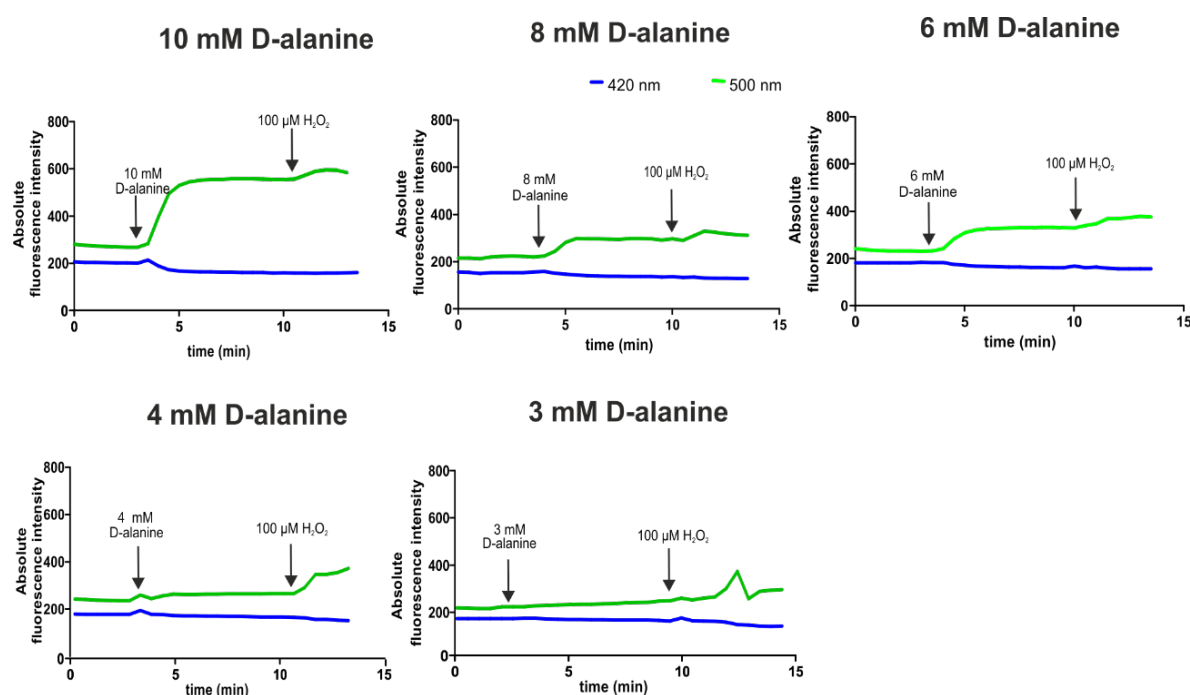 10 mM D-alanine
8 mM D-alanine
6 mM D-alanine
420 nm
500 nm
Absolute
fluorescence intensity
800
600
400
200
0
10 mM
D-alanine
100 µM H₂O₂
0
5
10
15
time (min)
Absolute
fluorescence intensity
800
600
400
200
0
8 mM
D-alanine
100 µM H₂O₂
0
5
10
15
time (min)
Absolute
fluorescence intensity
800
600
400
200
0
6 mM
D-alanine
100 µM H₂O₂
0
5
10
15
time (min)
4 mM D-alanine
3 mM D-alanine
Absolute
fluorescence intensity
800
600
400
200
0
4 mM
D-alanine
100 µM H₂O₂
0
5
10
15
time (min)
Absolute
fluorescence intensity
800
600
400
200
0
3 mM
D-alanine
100 µM H₂O₂
0
5
10
15
time (min)